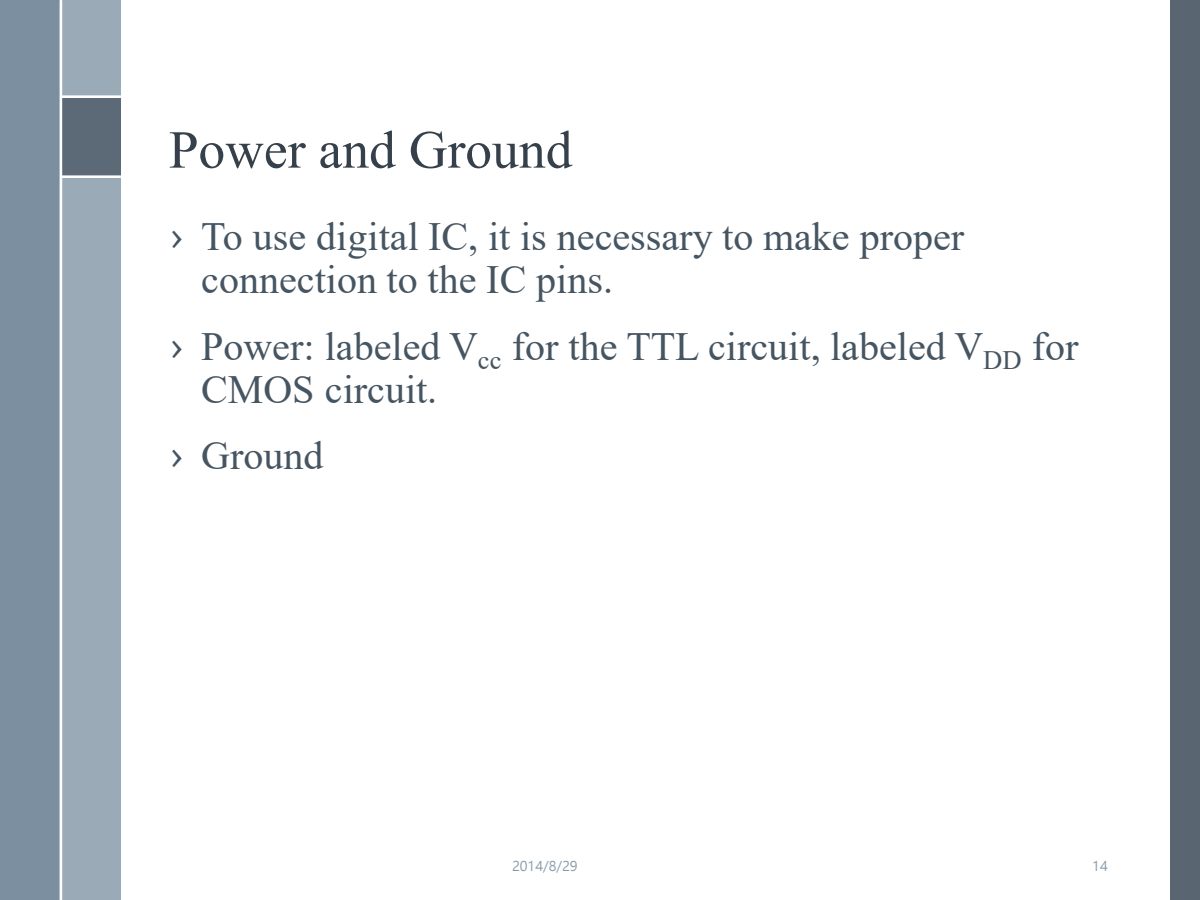 Power and Ground
› To use digital IC, it is necessary to make proper
connection to the IC pins.
› Power: labeled Vcc for the TTL circuit, labeled VDD for
CMOS circuit.
› Ground
2014/8/29
14